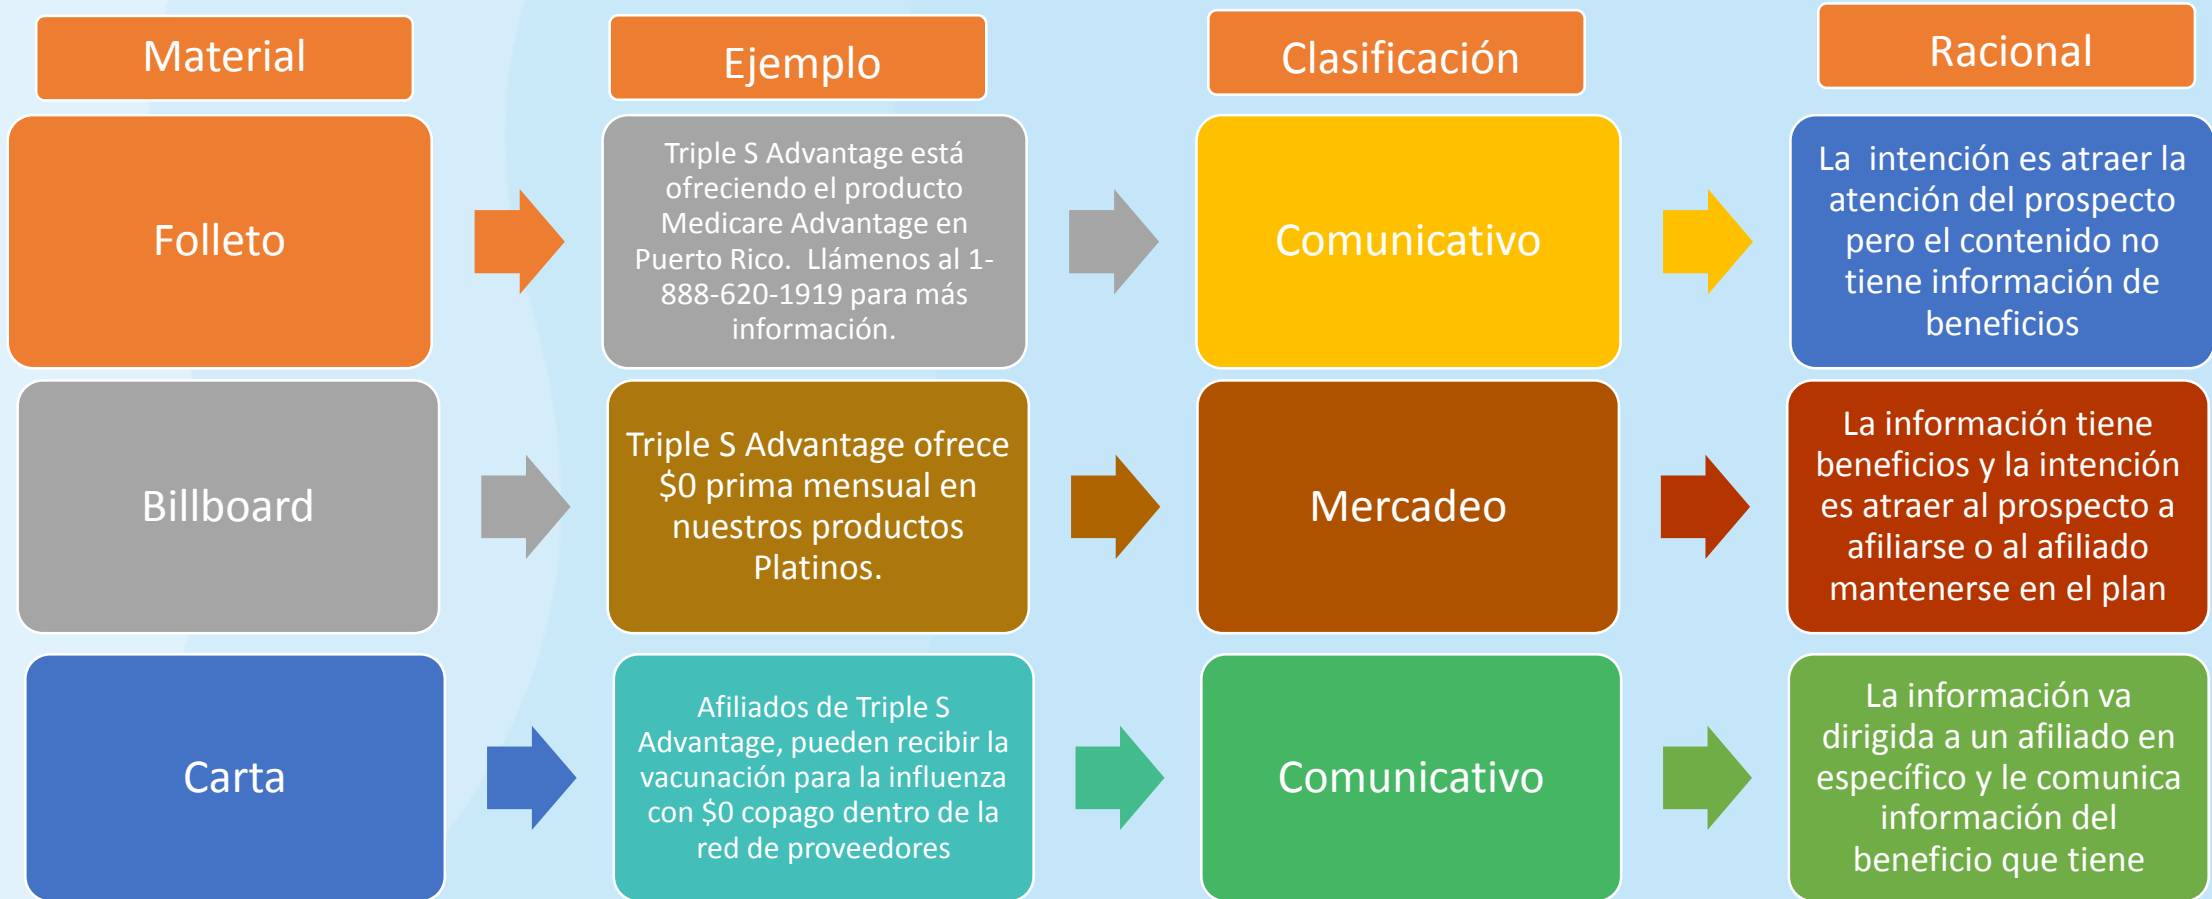 Material
Ejemplo
Clasificación
Racional
Folleto
Triple S Advantage está
ofreciendo el producto
Medicare Advantage en
Puerto Rico.  Llámenos al 1-
888-620-1919 para más
información.
Comunicativo
La  intención es atraer la
atención del prospecto
pero el contenido no
tiene información de
beneficios
Billboard
Triple S Advantage ofrece
$0 prima mensual en
nuestros productos
Platinos.
Mercadeo
La información tiene
beneficios y la intención
es atraer al prospecto a
afiliarse o al afiliado
mantenerse en el plan
Carta
Afiliados de Triple S
Advantage, pueden recibir la
vacunación para la influenza
con $0 copago dentro de la
red de proveedores
Comunicativo
La información va
dirigida a un afiliado en
específico y le comunica
información del
beneficio que tiene